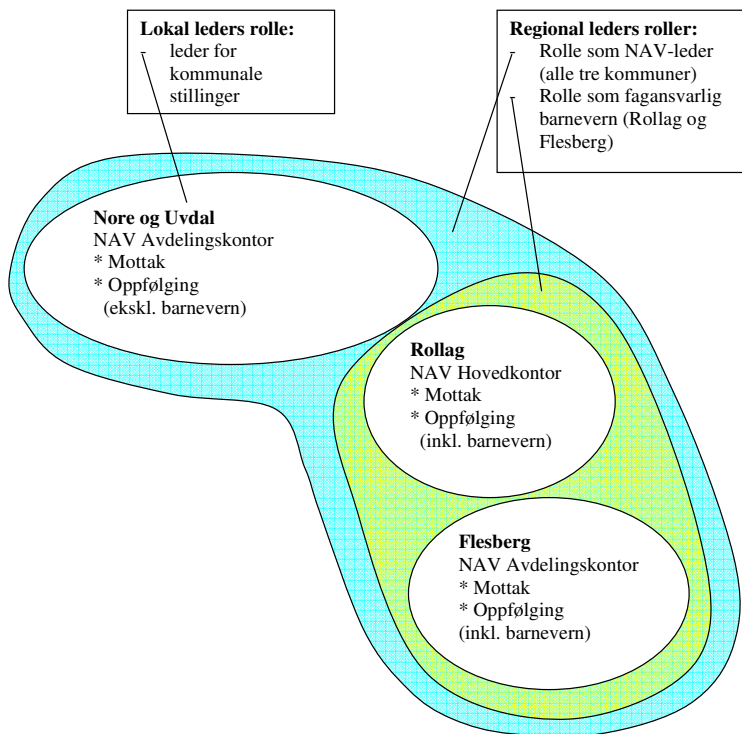 Lokal leders rolle:
- leder for
kommunale
stillinger
Regional leders roller:
- Rolle som NAV-leder
(alle tre kommuner)
- Rolle som fagansvarlig
barnevern (Rollag og
Flesberg)
Nore og Uvdal
NAV Avdelingskontor
* Mottak
* Oppfølging
(ekskl. barnevern)
Rollag
NAV Hovedkontor
* Mottak
* Oppfølging
(inkl. barnevern)
Flesberg
NAV Avdelingskontor
* Mottak
* Oppfølging
(inkl. barnevern)